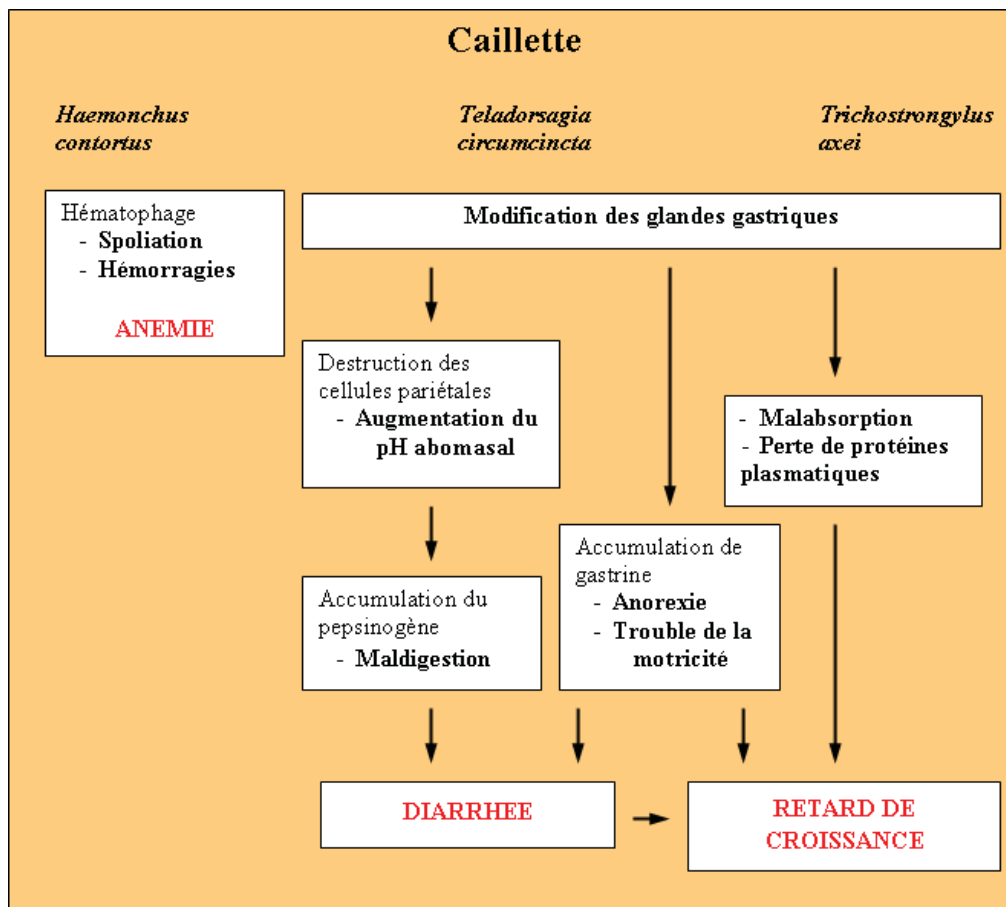 Caillette
Haemonchus
contortus
Teladorsagia
circumcincta
Trichostrongylus
axei
Hématophage
- Spoliation
- Hémorragies
ANEMIE
Modification des glandes gastriques
Destruction des
cellules pariétales
- Augmentation du
pH abomasal
- Malabsorption
- Perte de protéines
plasmatiques
Accumulation du
pepsinogène
- Maldigestion
Accumulation de
gastrine
- Anorexie
- Trouble de la
motricité
DIARRHEE
RETARD DE
CROISSANCE